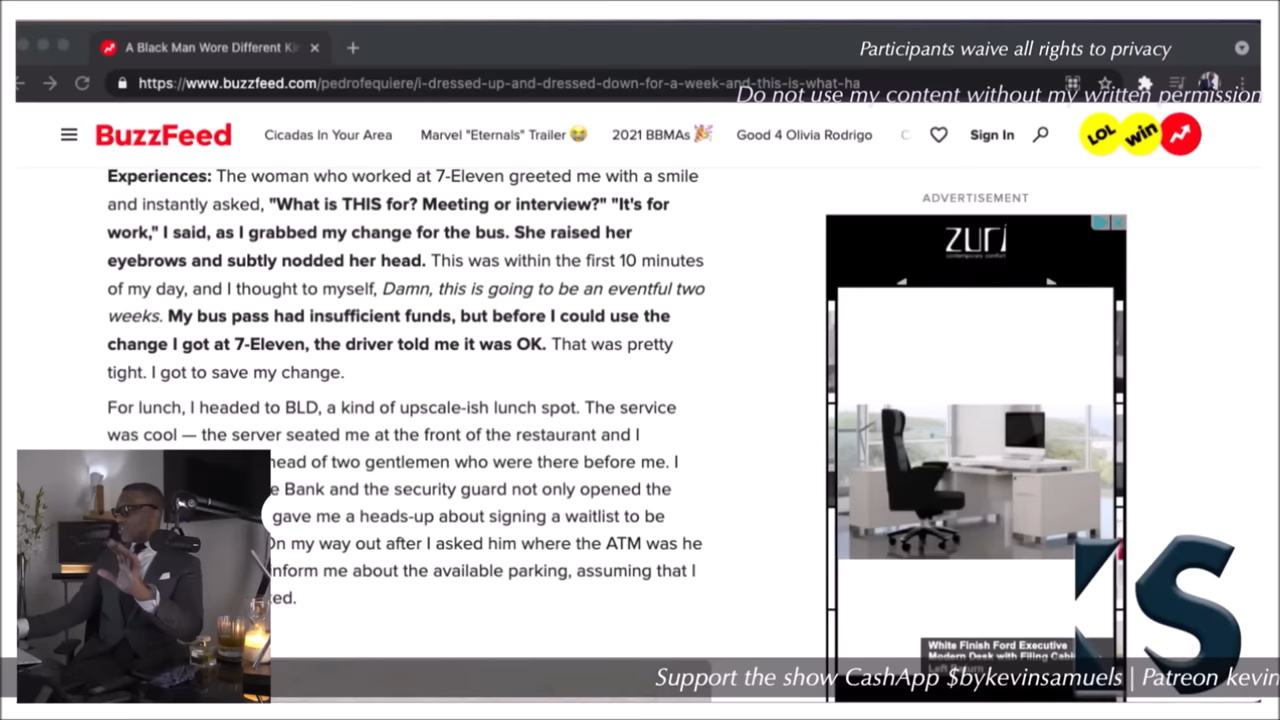 A Black Man Wore Different Ki
Participants waive all rights to privacy
https://www.buzzfeed.com/pedrofequiere/i-dressed-up-and-dressed-down-for-a-week-and-this-is-what-ha
Do not use my content without my written permission
BuzzFeed
Cicadas In Your Area
Marvel "Eternals" Trailer 😭
2021 BBMAs 🎉
Good 4 Olivia Rodrigo
C
Sign In
LOL
win
Experiences: The woman who worked at 7-Eleven greeted me with a smile
and instantly asked, "What is THIS for? Meeting or interview?" "It's for
work," I said, as I grabbed my change for the bus. She raised her
eyebrows and subtly nodded her head. This was within the first 10 minutes
of my day, and I thought to myself, Damn, this is going to be an eventful two
weeks. My bus pass had insufficient funds, but before I could use the
change I got at 7-Eleven, the driver told me it was OK. That was pretty
tight. I got to save my change.
For lunch, I headed to BLD, a kind of upscale-ish lunch spot. The service
was cool — the server seated me at the front of the restaurant and I
head of two gentlemen who were there before me. I
e Bank and the security guard not only opened the
gave me a heads-up about signing a waitlist to be
On my way out after I asked him where the ATM was he
nform me about the available parking, assuming that I
ted.
ADVERTISEMENT
zuri
contemporary comfort
White Finish Ford Executive
Modern Desk with Filing Cabi
Left Return
KS
Support the show CashApp $bykevinsamuels | Patreon kevin